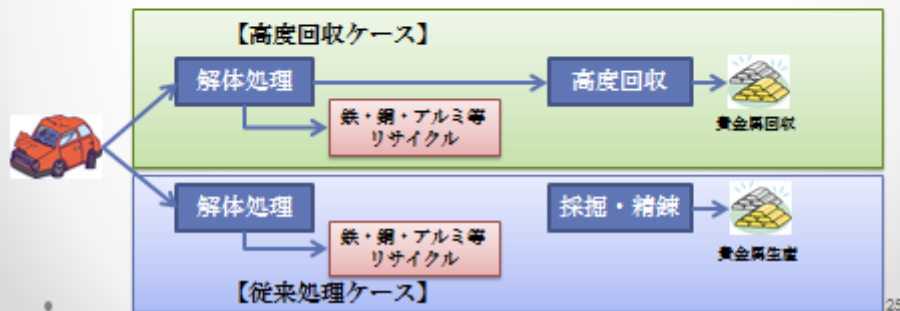 【高度回収ケース】
解体処理
高度回収
鉄・銅・アルミ等
リサイクル
貴金属回収
解体処理
採掘・精錬
鉄・銅・アルミ等
リサイクル
貴金属生産
【従来処理ケース】
25